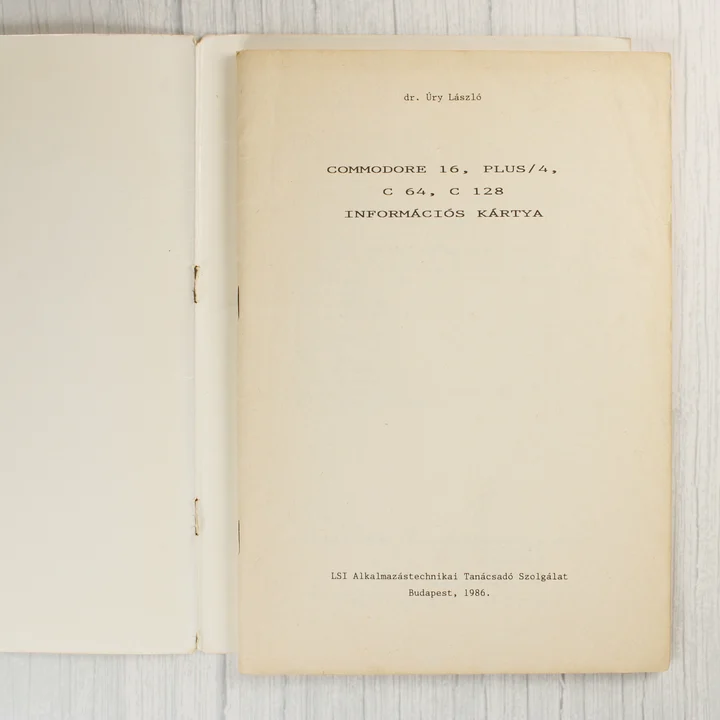 dr. Úry László
COMMODORE 16, PLUS/4,
C 64, C 128
INFORMÁCIÓS KÁRTYA
LSI Alkalmazástechnikai Tanácsadó Szolgálat
Budapest, 1986.